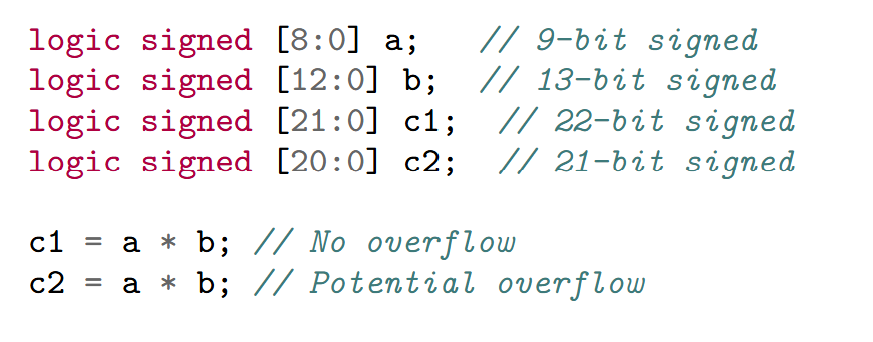 logic signed [8:0] a;   // 9-bit signed
logic signed [12:0] b;  // 13-bit signed
logic signed [21:0] c1;  // 22-bit signed
logic signed [20:0] c2;  // 21-bit signed
c1 = a * b; // No overflow
c2 = a * b; // Potential overflow